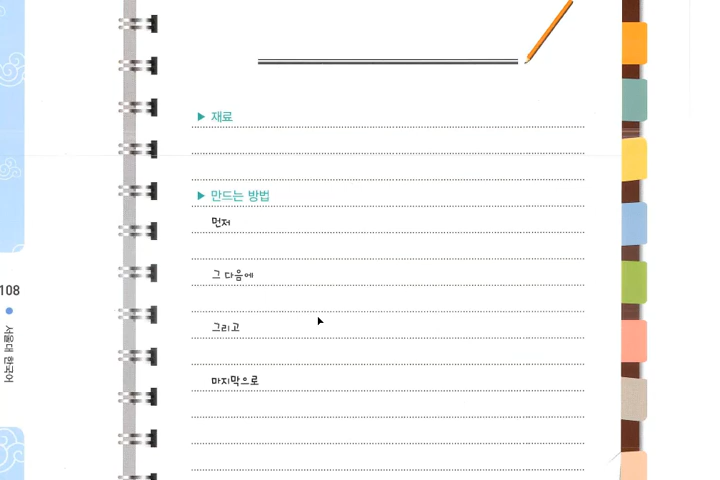 ▶ 재료
▶ 만드는 방법
먼저
그 다음에
그리고
마지막으로
108
서울대 한국어